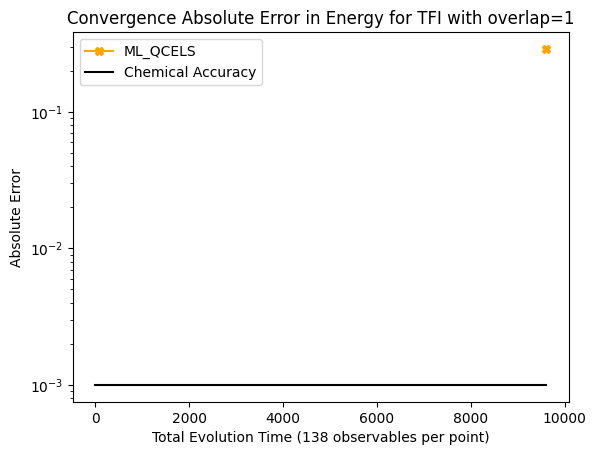 Convergence Absolute Error in Energy for TFI with overlap=1
ML_QCELS
Chemical Accuracy
Absolute Error
10⁻¹
10⁻²
10⁻³
0 2000 4000 6000 8000 10000
Total Evolution Time (138 observables per point)